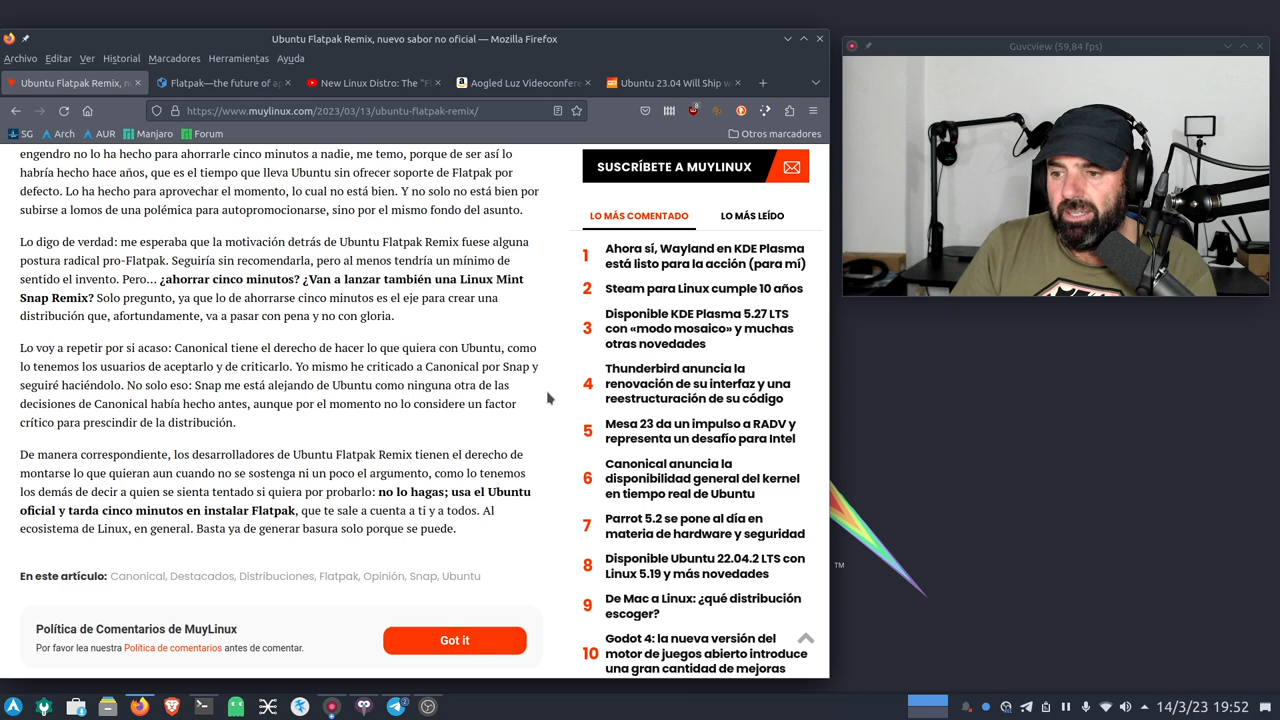 Ubuntu Flatpak Remix, nuevo sabor no oficial — Mozilla Firefox
Archivo Editar Ver Historial Marcadores Herramientas Ayuda
Ubuntu Flatpak Remix, n
Flatpak—the future of a
New Linux Distro: The "Fl
Aogled Luz Videoconfere
Ubuntu 23.04 Will Ship w
https://www.muylinux.com/2023/03/13/ubuntu-flatpak-remix/
SG Arch AUR Manjaro Forum Otros marcadores
engendro no lo ha hecho para ahorrarle cinco minutos a nadie, me temo, porque de ser así lo
habría hecho hace años, que es el tiempo que lleva Ubuntu sin ofrecer soporte de Flatpak por
defecto. Lo ha hecho para aprovechar el momento, lo cual no está bien. Y no solo no está bien por
subirse a lomos de una polémica para autopromocionarse, sino por el mismo fondo del asunto.
Lo digo de verdad: me esperaba que la motivación detrás de Ubuntu Flatpak Remix fuese alguna
postura radical pro-Flatpak. Seguiría sin recomendarla, pero al menos tendría un mínimo de
sentido el invento. Pero... ¿ahorrar cinco minutos? ¿Van a lanzar también una Linux Mint
Snap Remix? Solo pregunto, ya que lo de ahorrarse cinco minutos es el eje para crear una
distribución que, afortundamente, va a pasar con pena y no con gloria.
Lo voy a repetir por si acaso: Canonical tiene el derecho de hacer lo que quiera con Ubuntu, como
lo tenemos los usuarios de aceptarlo y de criticarlo. Yo mismo he criticado a Canonical por Snap y
seguiré haciéndolo. No solo eso: Snap me está alejando de Ubuntu como ninguna otra de las
decisiones de Canonical había hecho antes, aunque por el momento no lo considere un factor
crítico para prescindir de la distribución.
De manera correspondiente, los desarrolladores de Ubuntu Flatpak Remix tienen el derecho de
montarse lo que quieran aun cuando no se sostenga ni un poco el argumento, como lo tenemos
los demás de decir a quien se sienta tentado si quiera por probarlo: no lo hagas; usa el Ubuntu
oficial y tarda cinco minutos en instalar Flatpak, que te sale a cuenta a ti y a todos. Al
ecosistema de Linux, en general. Basta ya de generar basura solo porque se puede.
En este artículo: Canonical, Destacados, Distribuciones, Flatpak, Opinión, Snap, Ubuntu
Política de Comentarios de MuyLinux
Por favor lea nuestra Política de comentarios antes de comentar.
Got it
SUSCRÍBETE A MUYLINUX
LO MÁS COMENTADO LO MÁS LEÍDO
1 Ahora sí, Wayland en KDE Plasma
está listo para la acción (para mí)
2 Steam para Linux cumple 10 años
3 Disponible KDE Plasma 5.27 LTS
con «modo mosaico» y muchas
otras novedades
4 Thunderbird anuncia la
renovación de su interfaz y una
reestructuración de su código
5 Mesa 23 da un impulso a RADV y
representa un desafío para Intel
6 Canonical anuncia la
disponibilidad general del kernel
en tiempo real de Ubuntu
7 Parrot 5.2 se pone al día en
materia de hardware y seguridad
8 Disponible Ubuntu 22.04.2 LTS con
Linux 5.19 y más novedades
9 De Mac a Linux: ¿qué distribución
escoger?
10 Godot 4: la nueva versión del
motor de juegos abierto introduce
una gran cantidad de mejoras
Guvcview (59,84 fps)
TM
14/3/23 19:52